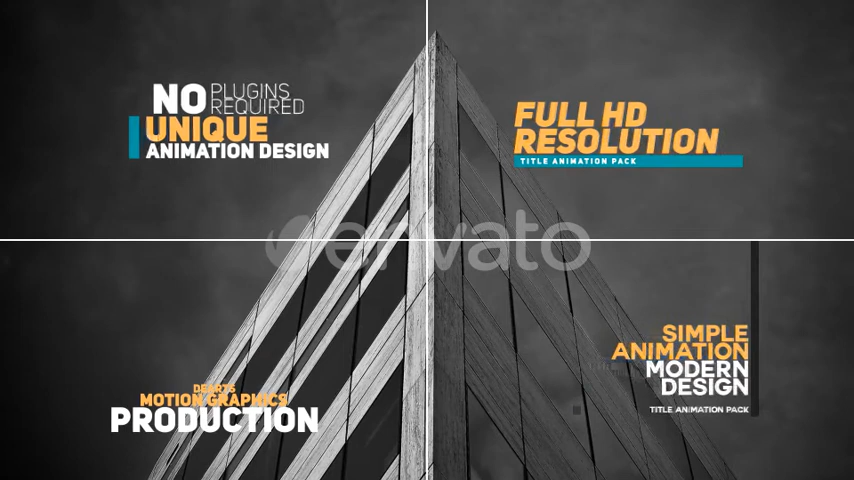 NO PLUGINS
REQUIRED
UNIQUE
ANIMATION DESIGN
FULL HD
RESOLUTION
TITLE ANIMATION PACK
envato
DEARTS
MOTION GRAPHICS
PRODUCTION
SIMPLE
ANIMATION
MODERN
DESIGN
TITLE ANIMATION PACK